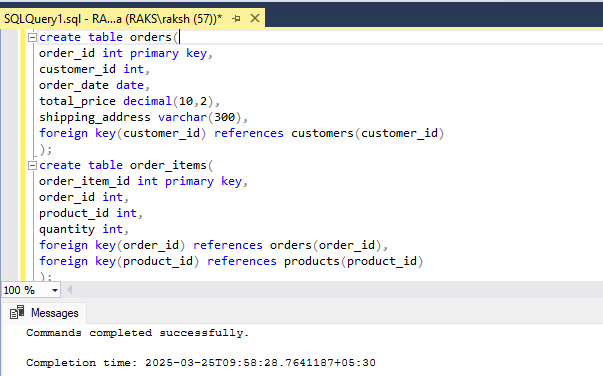 SQLQuery1.sql - RA...a (RAKS\raksh (57))*
create table orders(
order_id int primary key,
customer_id int,
order_date date,
total_price decimal(10,2),
shipping_address varchar(300),
foreign key(customer_id) references customers(customer_id)
);
create table order_items(
order_item_id int primary key,
order_id int,
product_id int,
quantity int,
foreign key(order_id) references orders(order_id),
foreign key(product_id) references products(product_id)
);
100 %
Messages
Commands completed successfully.
Completion time: 2025-03-25T09:58:28.7641187+05:30